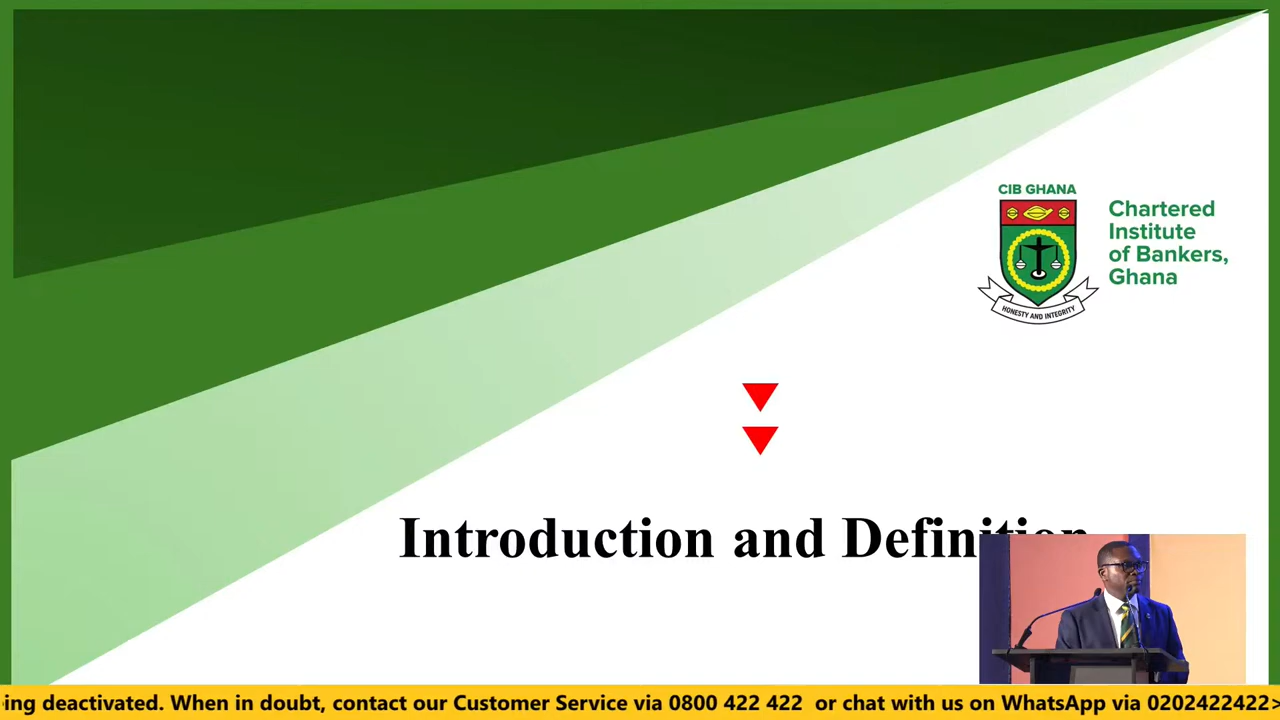 CIB GHANA
HONESTY AND INTEGRITY
Chartered
Institute
of Bankers,
Ghana
Introduction and Definition
ing deactivated. When in doubt, contact our Customer Service via 0800 422 422 or chat with us on WhatsApp via 0202422422>